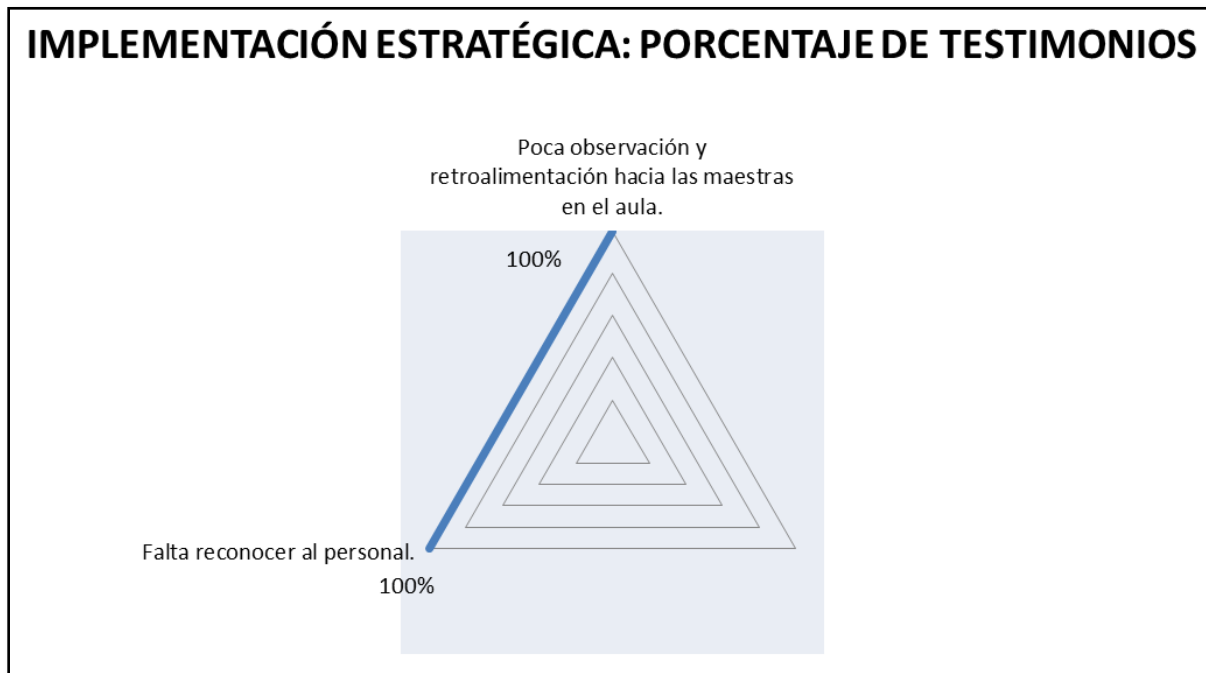 IMPLEMENTACIÓN ESTRATÉGICA: PORCENTAJE DE TESTIMONIOS
Poca observación y
retroalimentación hacia las maestras
en el aula.
100%
Falta reconocer al personal.
100%